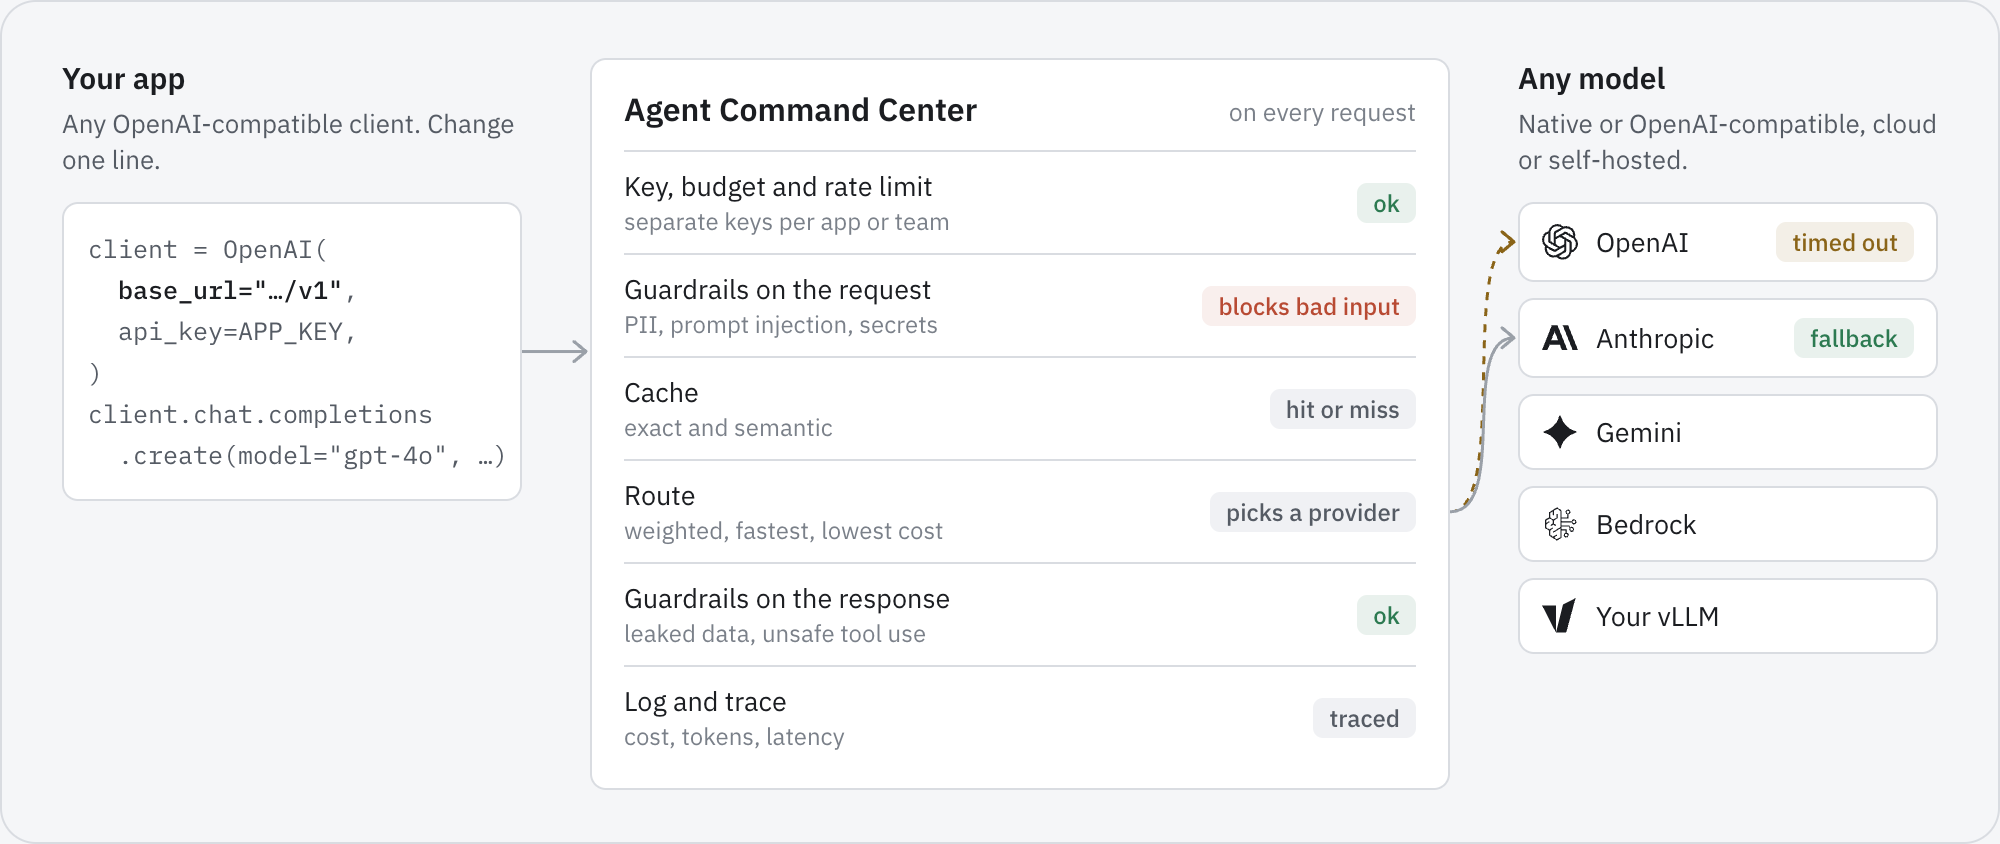 Your app
Any OpenAI-compatible client. Change
one line.
client = OpenAI(
  base_url="…/v1",
  api_key=APP_KEY,
)
client.chat.completions
  .create(model="gpt-4o", …)
Agent Command Center
on every request
Key, budget and rate limit
separate keys per app or team
ok
Guardrails on the request
PII, prompt injection, secrets
blocks bad input
Cache
exact and semantic
hit or miss
Route
weighted, fastest, lowest cost
picks a provider
Guardrails on the response
leaked data, unsafe tool use
ok
Log and trace
cost, tokens, latency
traced
Any model
Native or OpenAI-compatible, cloud
or self-hosted.
OpenAI
timed out
Anthropic
fallback
Gemini
Bedrock
Your vLLM